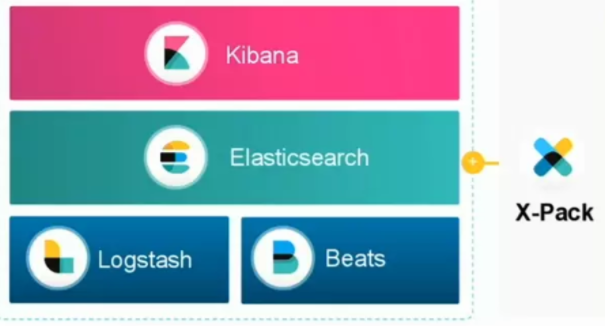 Kibana
Elasticsearch
+
X-Pack
Logstash
Beats